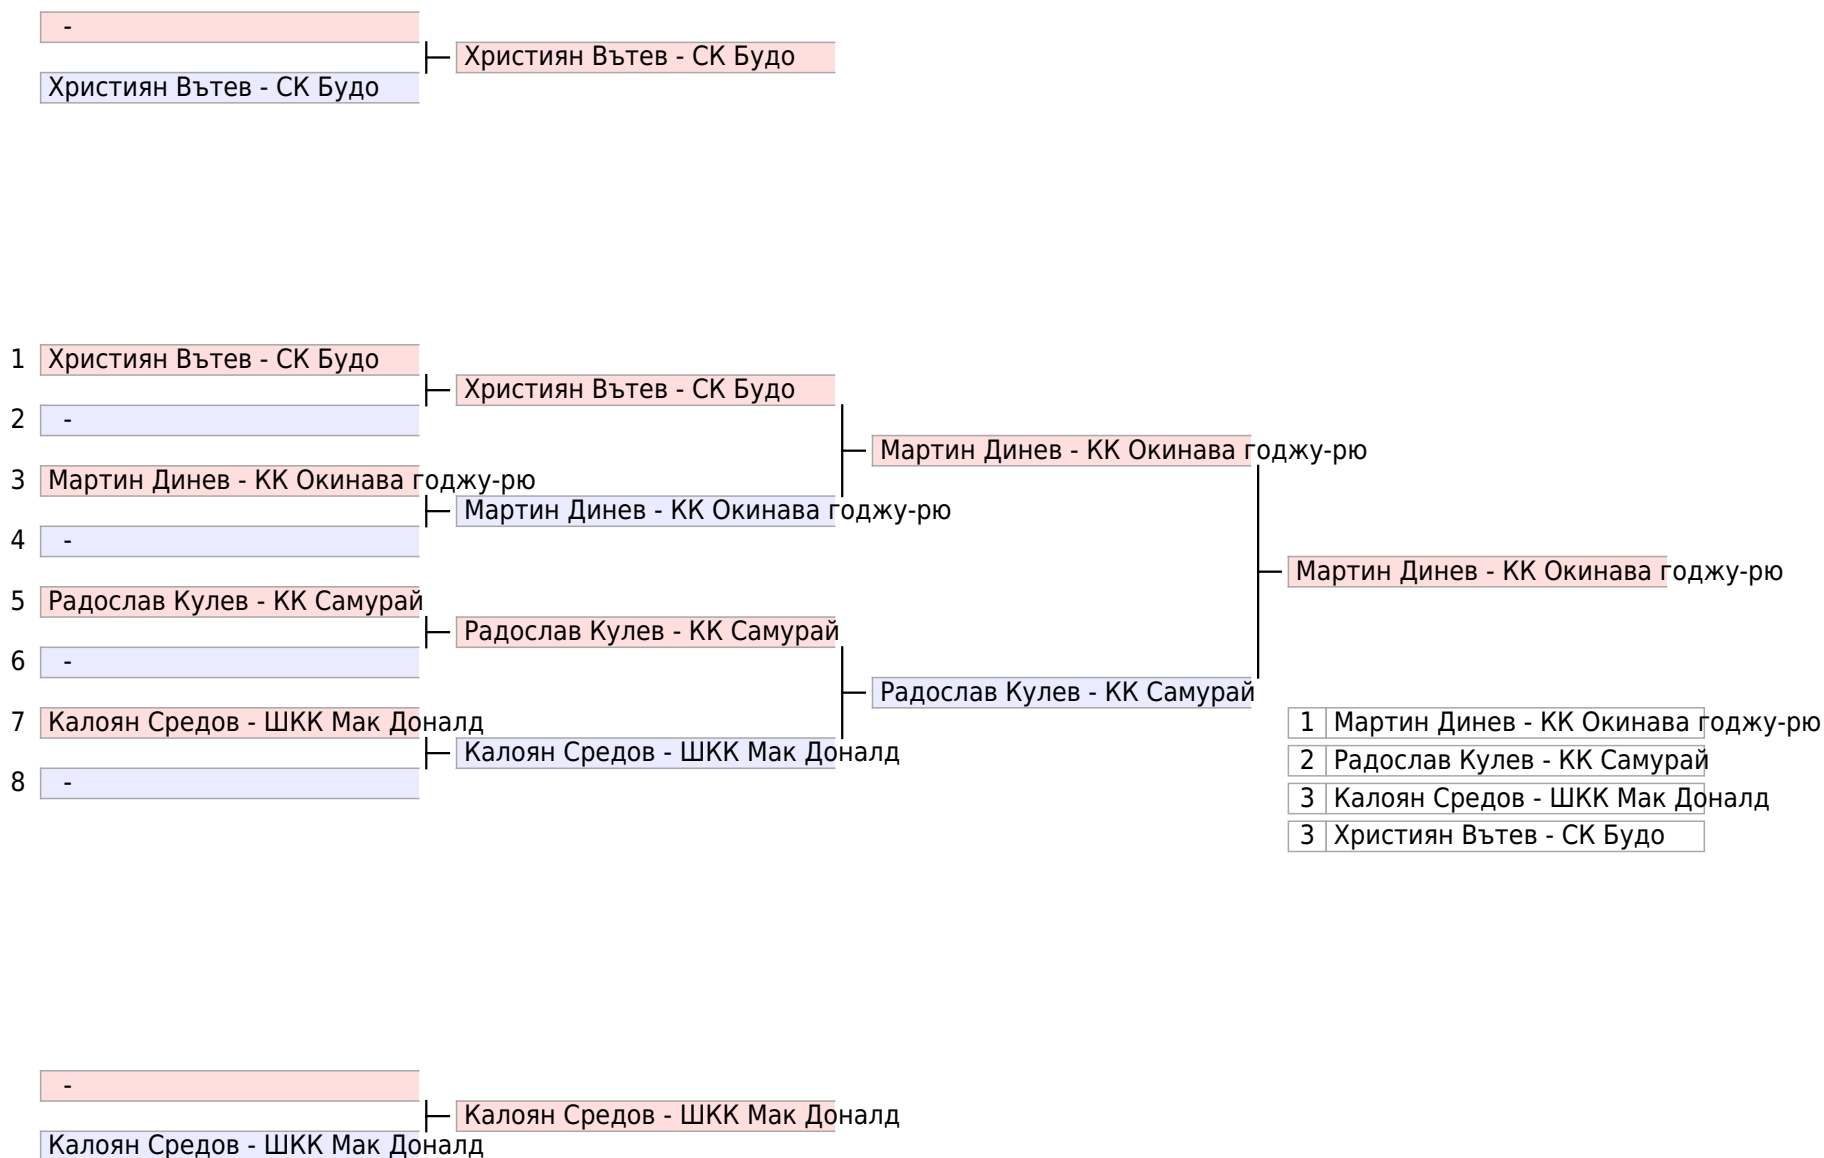 -
Християн Вътев - СК Будо
Християн Вътев - СК Будо
1 Християн Вътев - СК Будо
Християн Вътев - СК Будо
2 -
Мартин Динев - КК Окинава годжу-рю
3 Мартин Динев - КК Окинава годжу-рю
Мартин Динев - КК Окинава годжу-рю
4 -
Мартин Динев - КК Окинава годжу-рю
5 Радослав Кулев - КК Самурай
Радослав Кулев - КК Самурай
6 -
Радослав Кулев - КК Самурай
7 Калоян Средов - ШКК Мак Доналд
1 Мартин Динев - КК Окинава годжу-рю
Калоян Средов - ШКК Мак Доналд
2 Радослав Кулев - КК Самурай
8 -
3 Калоян Средов - ШКК Мак Доналд
3 Християн Вътев - СК Будо
-
Калоян Средов - ШКК Мак Доналд
Калоян Средов - ШКК Мак Доналд